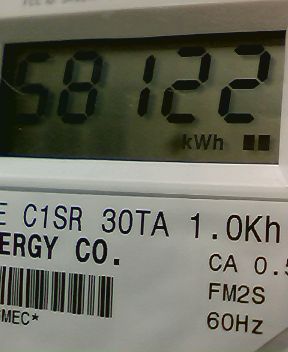 58122
kWh
E C1SR 30TA 1.0Kh
ERGY CO.
CA 0.5
FM2S
MEC*
60Hz